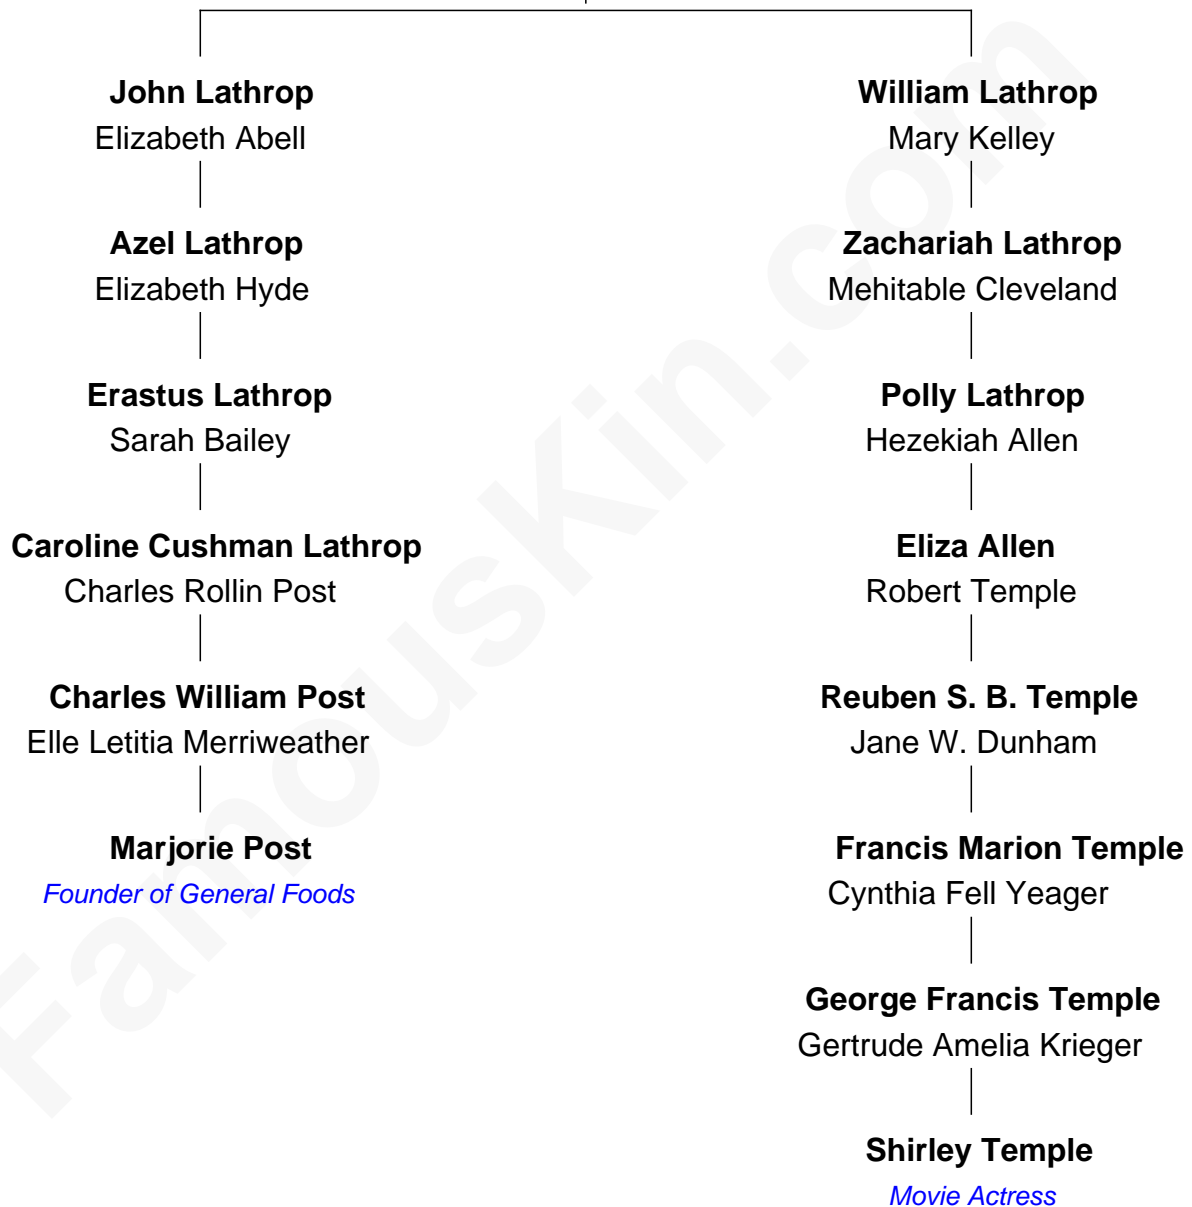 John Lathrop
Elizabeth Abell
Azel Lathrop
Elizabeth Hyde
Erastus Lathrop
Sarah Bailey
Caroline Cushman Lathrop
Charles Rollin Post
Charles William Post
Elle Letitia Merriweather
Marjorie Post
Founder of General Foods
William Lathrop
Mary Kelley
Zachariah Lathrop
Mehitable Cleveland
Polly Lathrop
Hezekiah Allen
Eliza Allen
Robert Temple
Reuben S. B. Temple
Jane W. Dunham
Francis Marion Temple
Cynthia Fell Yeager
George Francis Temple
Gertrude Amelia Krieger
Shirley Temple
Movie Actress
FamousKin.com